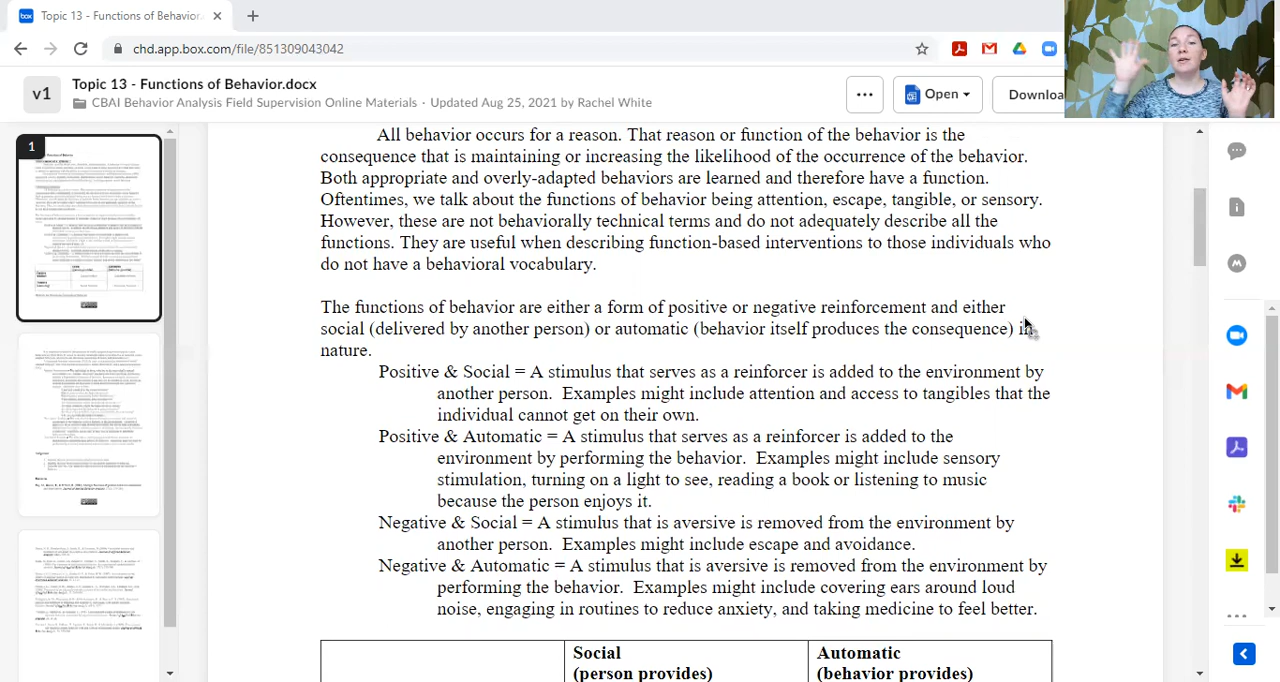 box Topic 13 - Functions of Behavior
chd.app.box.com/file/851309043042
v1
Topic 13 - Functions of Behavior.docx
CBAI Behavior Analysis Field Supervision Online Materials · Updated Aug 25, 2021 by Rachel White
Open
Downloa
1
All behavior occurs for a reason. That reason or function of the behavior is the
consequence that is maintaining or increasing the likelihood of the occurrence of the behavior.
Both appropriate and maladapted behaviors are learned and therefore have a function.
Oftentimes, we talk about the functions of behavior being attention, escape, tangible, or sensory.
However, these are not behaviorally technical terms and do not accurately describe all the
functions. They are useful when describing function-based interventions to those individuals who
do not have a behavioral vocabulary.
The functions of behavior are either a form of positive or negative reinforcement and either
social (delivered by another person) or automatic (behavior itself produces the consequence) in
nature.
Positive & Social = A stimulus that serves as a reinforcer is added to the environment by
another person. Examples might include attention and access to tangibles that the
individual cannot get on their own.
Positive & Automatic = A stimulus that serves as a reinforcer is added to the
environment by performing the behavior. Examples might include sensory
stimulation, turning on a light to see, reading a book or listening to music
because the person enjoys it.
Negative & Social = A stimulus that is aversive is removed from the environment by
another person. Examples might include escape and avoidance.
Negative & Automatic = A stimulus that is aversive is removed from the environment by
performing the behavior. Examples might include covering ears around loud
noise, engaging in routines to reduce anxiety, or taking medicine to feel better.
Social Automatic
(person provides) (behavior provides)